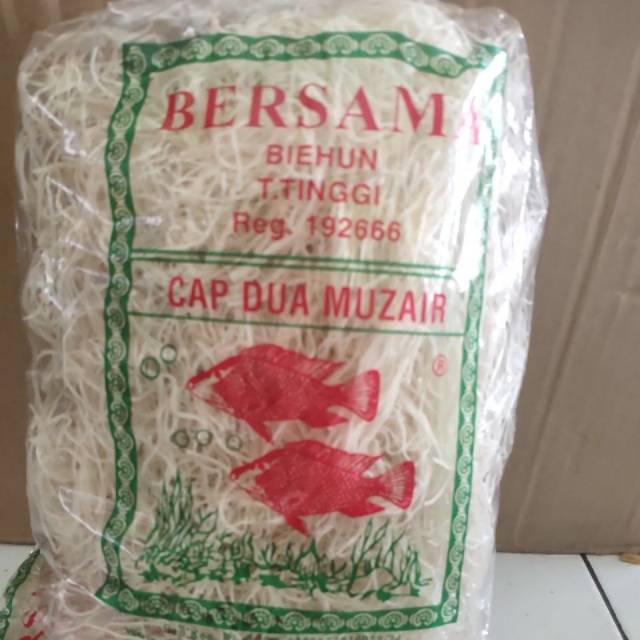 BERSAMA
BIEHUN
T.TINGGI
Reg. 192666
CAP DUA MUZAIR
®